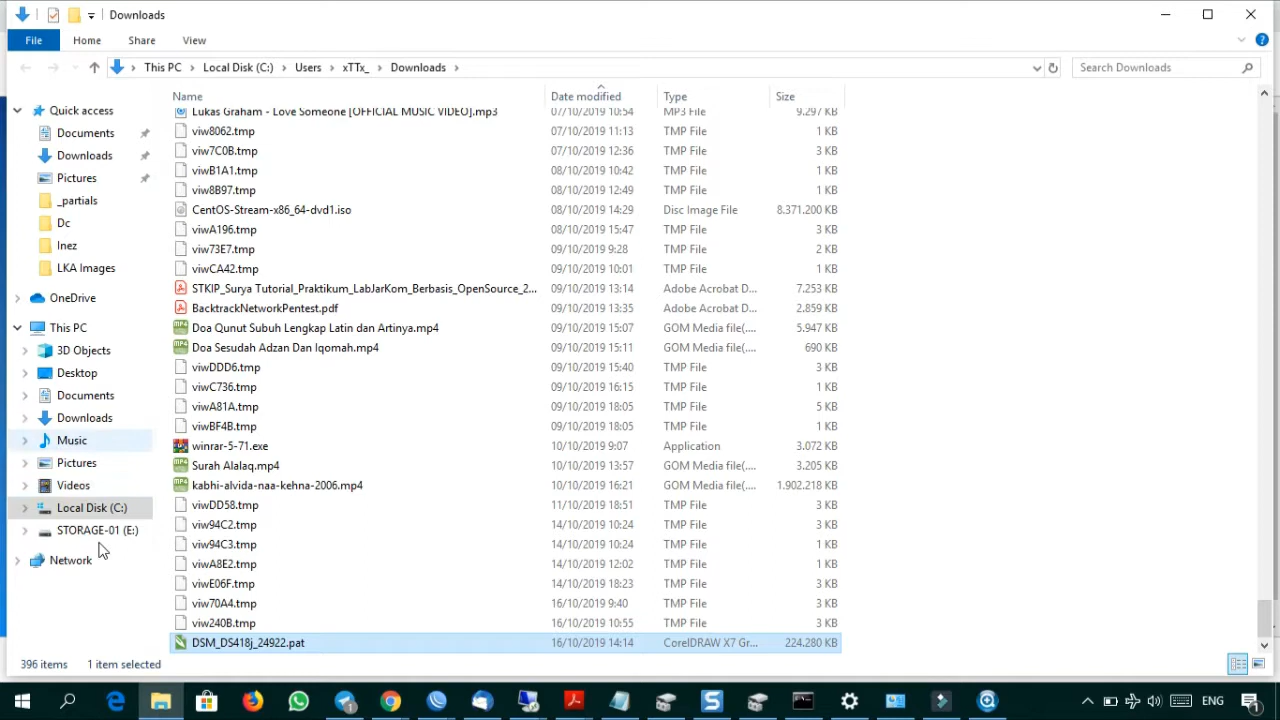 Downloads
File Home Share View
This PC Local Disk (C:) Users xTTx_ Downloads
Search Downloads
Name Date modified Type Size
Quick access
Documents
Downloads
Pictures
_partials
Dc
Inez
LKA Images
OneDrive
This PC
3D Objects
Desktop
Documents
Downloads
Music
Pictures
Videos
Local Disk (C:)
STORAGE-01 (E:)
Network
Lukas Graham - Love Someone [OFFICIAL MUSIC VIDEO].mp3 07/10/2019 10:54 MP3 File 9.297 KB
viw8062.tmp 07/10/2019 11:13 TMP File 1 KB
viw7C0B.tmp 07/10/2019 12:36 TMP File 3 KB
viwB1A1.tmp 08/10/2019 10:42 TMP File 1 KB
viw8B97.tmp 08/10/2019 12:49 TMP File 1 KB
CentOS-Stream-x86_64-dvd1.iso 08/10/2019 14:29 Disc Image File 8.371.200 KB
viwA196.tmp 08/10/2019 15:47 TMP File 3 KB
viw73E7.tmp 09/10/2019 9:28 TMP File 2 KB
viwCA42.tmp 09/10/2019 10:01 TMP File 1 KB
STKIP_Surya Tutorial_Praktikum_LabJarKom_Berbasis_OpenSource_2... 09/10/2019 13:14 Adobe Acrobat D... 7.253 KB
BacktrackNetworkPentest.pdf 09/10/2019 13:35 Adobe Acrobat D... 2.859 KB
Doa Qunut Subuh Lengkap Latin dan Artinya.mp4 09/10/2019 15:07 GOM Media file(.... 5.947 KB
Doa Sesudah Adzan Dan Iqomah.mp4 09/10/2019 15:11 GOM Media file(.... 690 KB
viwDDD6.tmp 09/10/2019 15:40 TMP File 3 KB
viwC736.tmp 09/10/2019 16:15 TMP File 1 KB
viwA81A.tmp 09/10/2019 18:05 TMP File 5 KB
viwBF4B.tmp 09/10/2019 18:05 TMP File 1 KB
winrar-5-71.exe 10/10/2019 9:07 Application 3.072 KB
Surah Alalaq.mp4 10/10/2019 13:57 GOM Media file(.... 3.205 KB
kabhi-alvida-naa-kehna-2006.mp4 10/10/2019 16:21 GOM Media file(.... 1.902.218 KB
viwDD58.tmp 11/10/2019 18:51 TMP File 3 KB
viw94C2.tmp 14/10/2019 10:24 TMP File 3 KB
viw94C3.tmp 14/10/2019 10:24 TMP File 1 KB
viwA8E2.tmp 14/10/2019 12:02 TMP File 1 KB
viwE06F.tmp 14/10/2019 18:23 TMP File 3 KB
viw70A4.tmp 16/10/2019 9:40 TMP File 3 KB
viw240B.tmp 16/10/2019 10:55 TMP File 3 KB
DSM_DS418j_24922.pat 16/10/2019 14:14 CorelDRAW X7 Gr... 224.280 KB
396 items 1 item selected
ENG